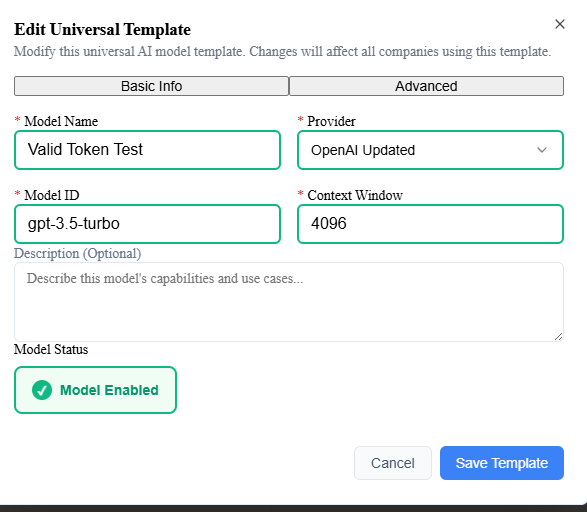 Edit Universal Template
Modify this universal AI model template. Changes will affect all companies using this template.
Basic Info Advanced
* Model Name * Provider
Valid Token Test OpenAI Updated
* Model ID * Context Window
gpt-3.5-turbo 4096
Description (Optional)
Describe this model's capabilities and use cases...
Model Status
Model Enabled
Cancel Save Template